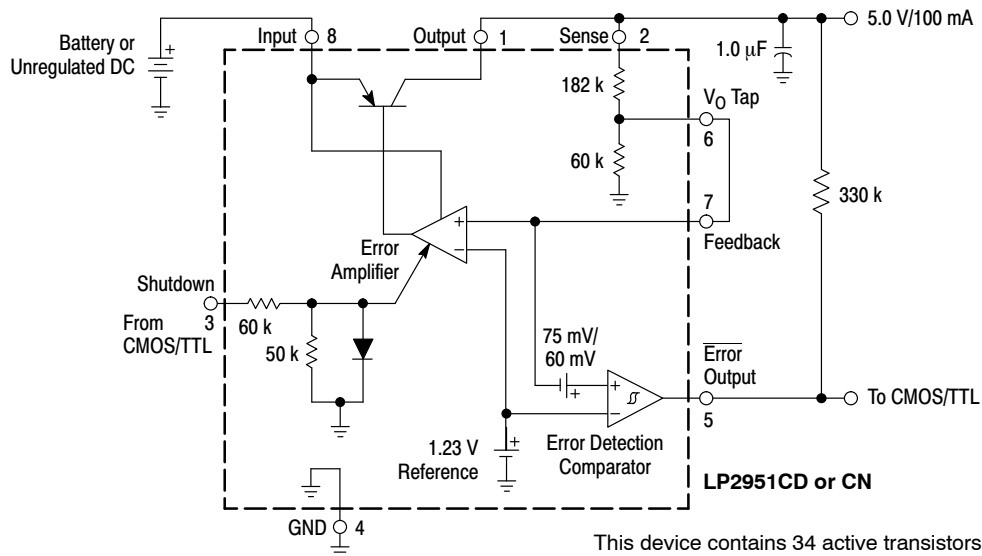 Battery or
Unregulated DC
+
Input 8
Output 1
Sense 2
5.0 V/100 mA
1.0 µF
182 k
VO Tap
6
60 k
7
Feedback
330 k
+
−
Error
Amplifier
Shutdown
3
From
CMOS/TTL
60 k
50 k
75 mV/
60 mV
+
+
−
Error
Output
5
To CMOS/TTL
1.23 V
Reference
+
Error Detection
Comparator
LP2951CD or CN
GND 4
This device contains 34 active transistors